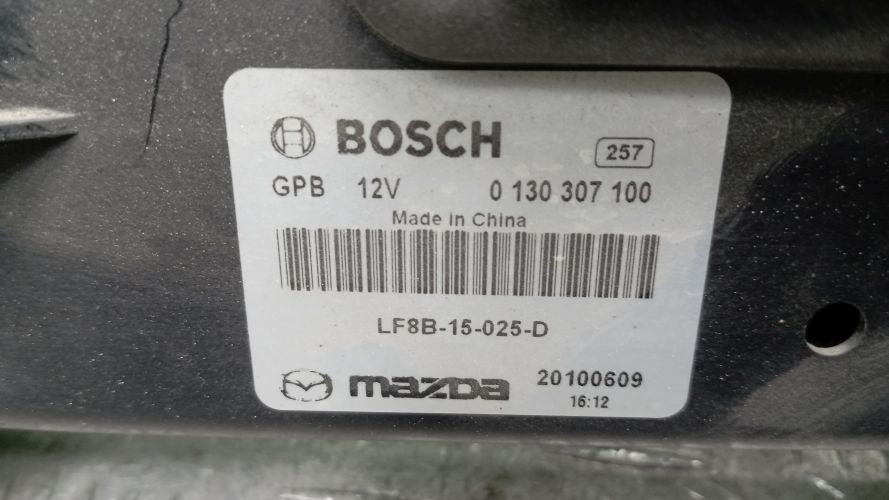 BOSCH 257
GPB 12V 0 130 307 100
Made in China
LF8B-15-025-D
mazda 20100609
16:12